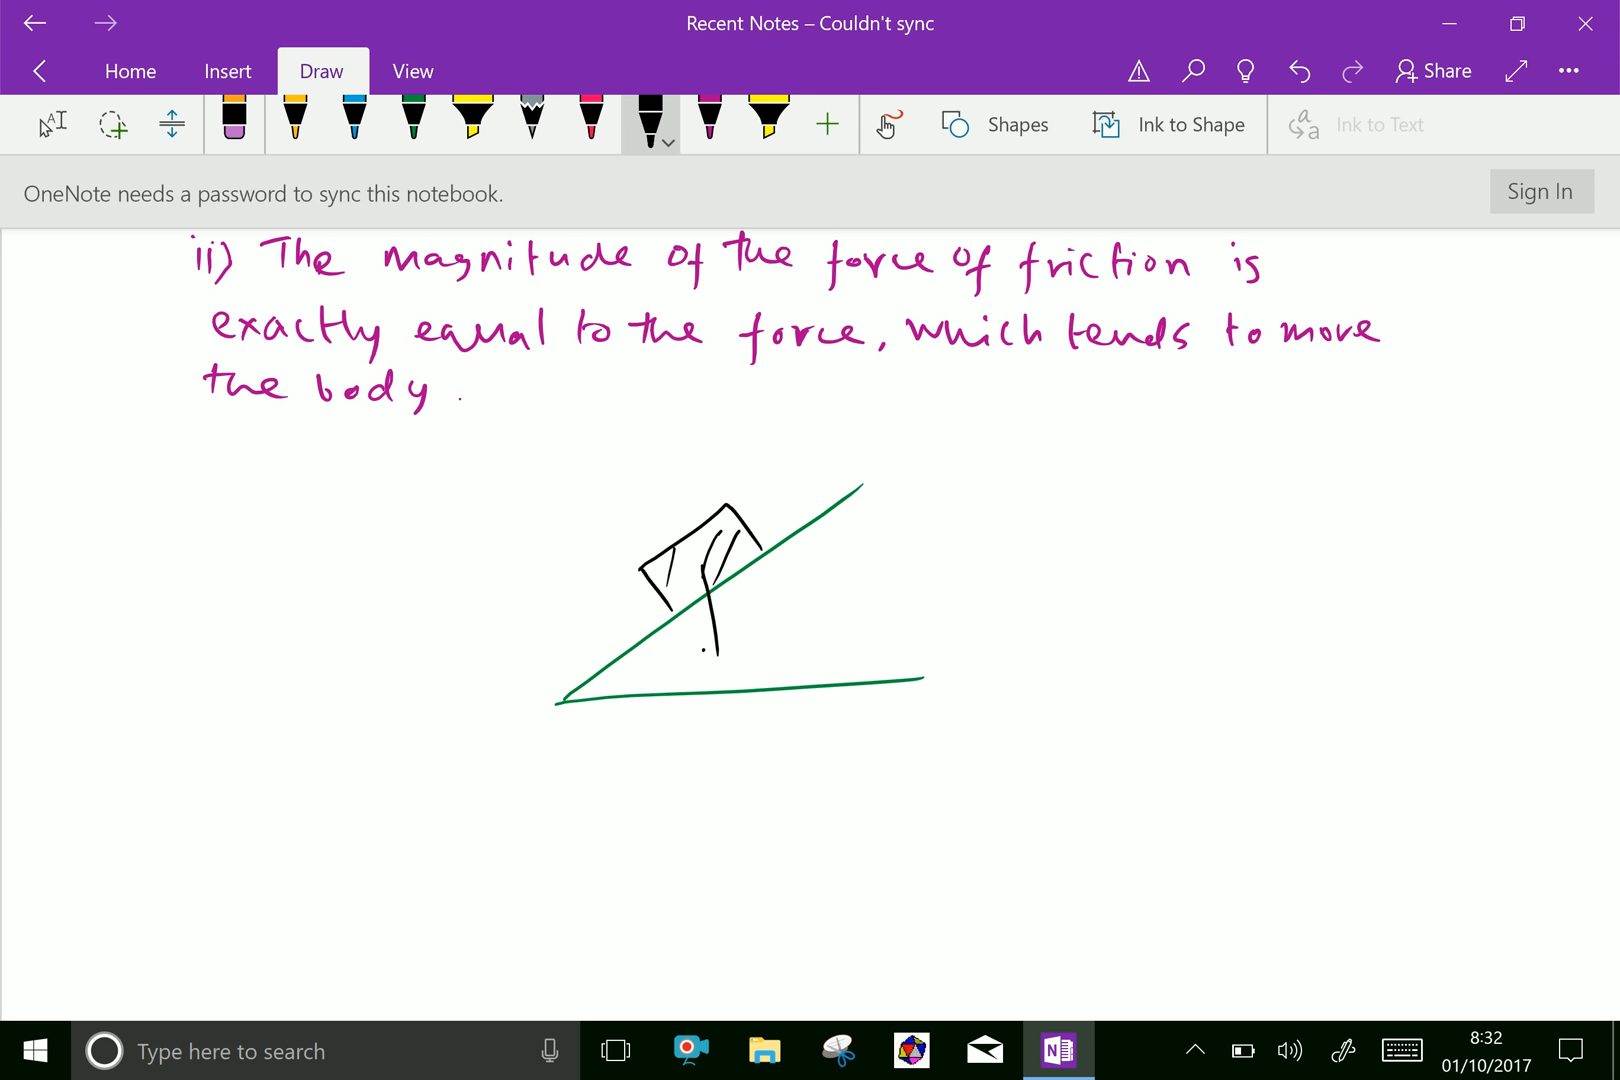 Recent Notes – Couldn't sync
Home Insert Draw View Share
Shapes Ink to Shape Ink to Text
OneNote needs a password to sync this notebook. Sign In
ii) The magnitude of the force of friction is
exactly equal to the force, which tends to move
the body.
Type here to search
8:32
01/10/2017